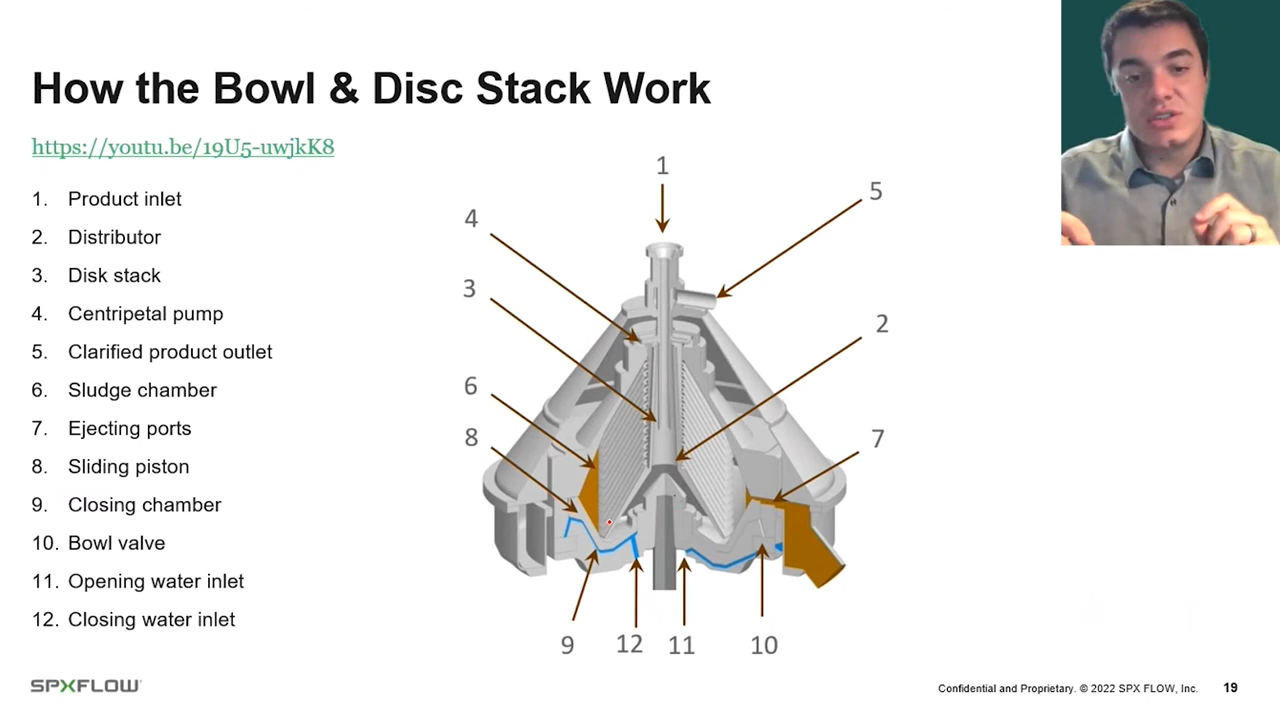 How the Bowl & Disc Stack Work
https://youtu.be/19U5-uwjkK8
1. Product inlet
2. Distributor
3. Disk stack
4. Centripetal pump
5. Clarified product outlet
6. Sludge chamber
7. Ejecting ports
8. Sliding piston
9. Closing chamber
10. Bowl valve
11. Opening water inlet
12. Closing water inlet
1
5
4
3
2
6
8
7
9
12
11
10
SPXFLOW
Confidential and Proprietary. © 2022 SPX FLOW, Inc.
19